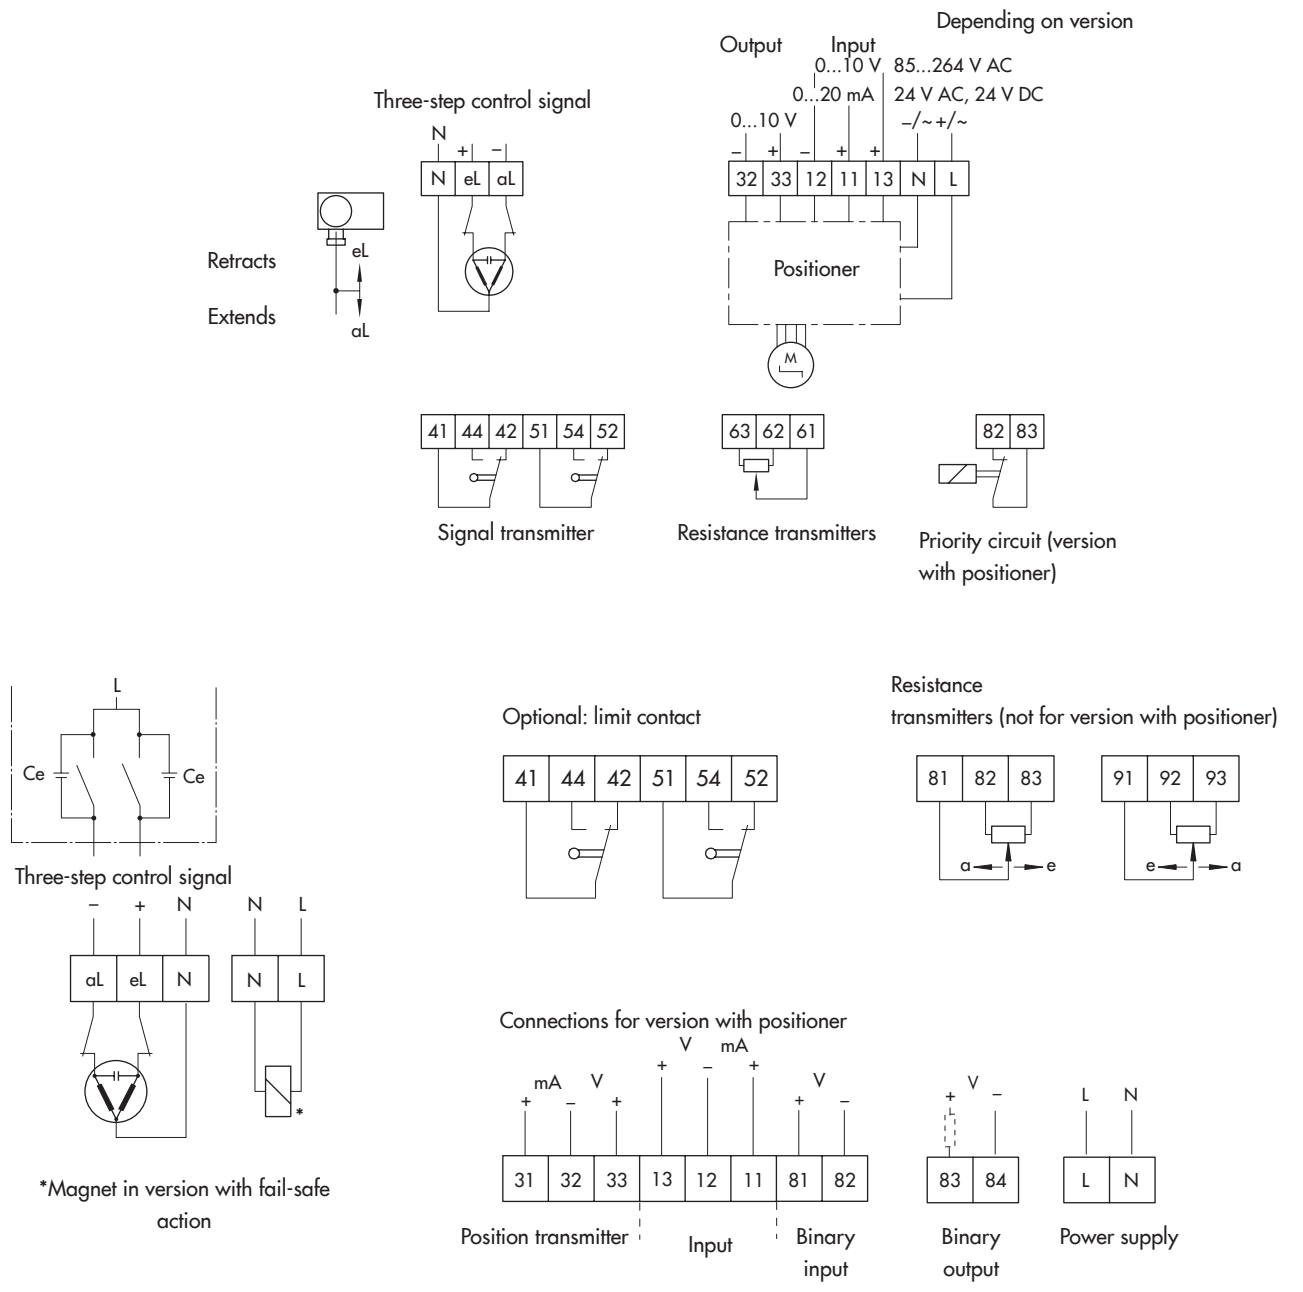 Depending on version
Output Input
0...10 V 85...264 V AC
0...20 mA 24 V AC, 24 V DC
0...10 V –/~ +/~
– + – + +
32 33 12 11 13 N L
Positioner
M
Three-step control signal
N
+ –
N eL aL
Retracts
eL
Extends
aL
41 44 42 51 54 52
Signal transmitter
63 62 61
Resistance transmitters
82 83
Priority circuit (version
with positioner)
L
Ce Ce
Three-step control signal
– + N N L
aL eL N N L
*
*Magnet in version with fail-safe
action
Optional: limit contact
41 44 42 51 54 52
Resistance
transmitters (not for version with positioner)
81 82 83 91 92 93
a e e a
Connections for version with positioner
V mA
+ – +
mA V V
+ – + + –
31 32 33 13 12 11 81 82
Position transmitter Input Binary
input
V
+ –
83 84
Binary
output
L N
L N
Power supply